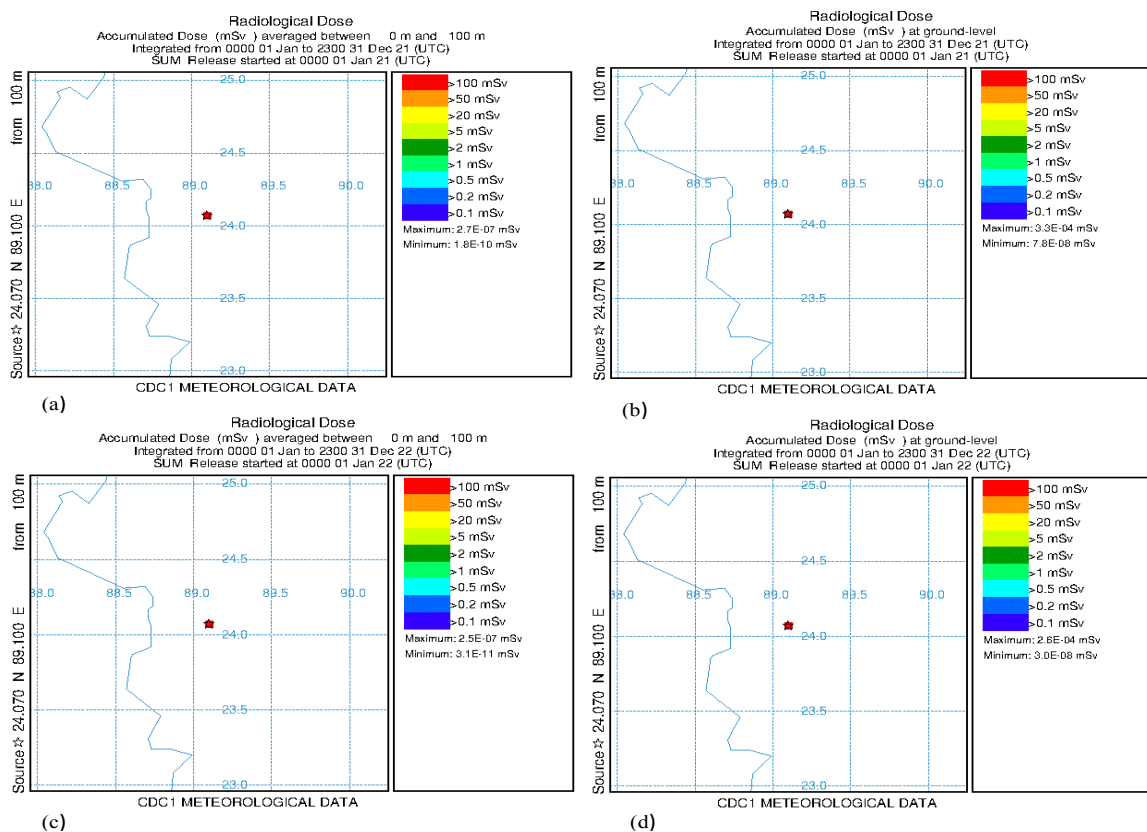 Radiological Dose
Accumulated Dose (mSv ) averaged between 0 m and 100 m
Integrated from 0000 01 Jan to 2300 31 Dec 21 (UTC)
SUM Release started at 0000 01 Jan 21 (UTC)
Source☆ 24.070 N 89.100 E from 100 m
25.0
24.5
88.0 88.5 89.0 89.5 90.0
24.0
23.5
23.0
>100 mSv
>50 mSv
>20 mSv
>5 mSv
>2 mSv
>1 mSv
>0.5 mSv
>0.2 mSv
>0.1 mSv
Maximum: 2.7E-07 mSv
Minimum: 1.8E-10 mSv
CDC1 METEOROLOGICAL DATA
(a)
Radiological Dose
Accumulated Dose (mSv ) at ground-level
Integrated from 0000 01 Jan to 2300 31 Dec 21 (UTC)
SUM Release started at 0000 01 Jan 21 (UTC)
Source☆ 24.070 N 89.100 E from 100 m
25.0
24.5
88.0 88.5 89.0 89.5 90.0
24.0
23.5
23.0
>100 mSv
>50 mSv
>20 mSv
>5 mSv
>2 mSv
>1 mSv
>0.5 mSv
>0.2 mSv
>0.1 mSv
Maximum: 3.3E-04 mSv
Minimum: 7.8E-08 mSv
CDC1 METEOROLOGICAL DATA
(b)
Radiological Dose
Accumulated Dose (mSv ) averaged between 0 m and 100 m
Integrated from 0000 01 Jan to 2300 31 Dec 22 (UTC)
SUM Release started at 0000 01 Jan 22 (UTC)
Source☆ 24.070 N 89.100 E from 100 m
25.0
24.5
88.0 88.5 89.0 89.5 90.0
24.0
23.5
23.0
>100 mSv
>50 mSv
>20 mSv
>5 mSv
>2 mSv
>1 mSv
>0.5 mSv
>0.2 mSv
>0.1 mSv
Maximum: 2.5E-07 mSv
Minimum: 3.1E-11 mSv
CDC1 METEOROLOGICAL DATA
(c)
Radiological Dose
Accumulated Dose (mSv ) at ground-level
Integrated from 0000 01 Jan to 2300 31 Dec 22 (UTC)
SUM Release started at 0000 01 Jan 22 (UTC)
Source☆ 24.070 N 89.100 E from 100 m
25.0
24.5
88.0 88.5 89.0 89.5 90.0
24.0
23.5
23.0
>100 mSv
>50 mSv
>20 mSv
>5 mSv
>2 mSv
>1 mSv
>0.5 mSv
>0.2 mSv
>0.1 mSv
Maximum: 2.6E-04 mSv
Minimum: 3.0E-08 mSv
CDC1 METEOROLOGICAL DATA
(d)